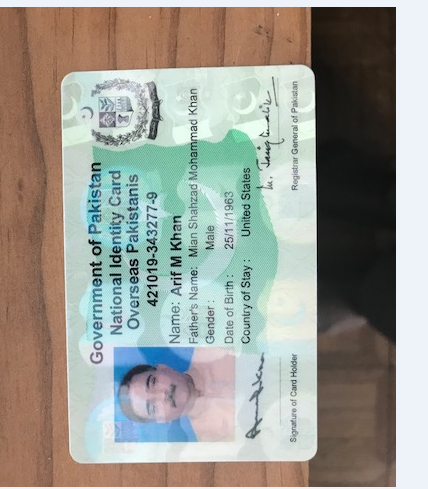 Government of Pakistan
National Identity Card
Overseas Pakistanis
421019-343277-9
Name: Arif M Khan
Father's Name: Mian Shahzad Mohammad Khan
Gender : Male
Date of Birth : 25/11/1963
Country of Stay : United States
Signature of Card Holder
Registrar General of Pakistan